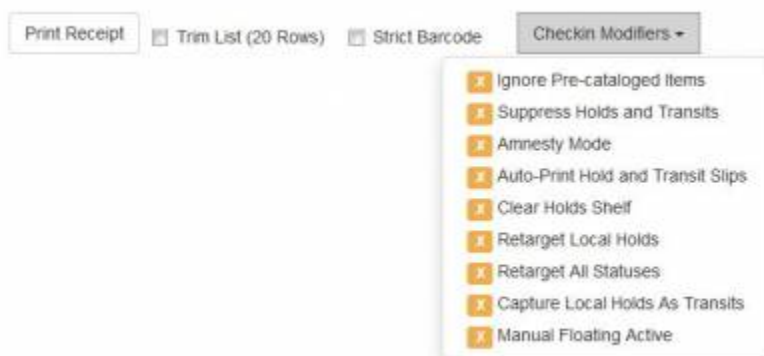 Print Receipt Trim List (20 Rows) Strict Barcode Checkin Modifiers
x Ignore Pre-cataloged Items
x Suppress Holds and Transits
x Amnesty Mode
x Auto-Print Hold and Transit Slips
x Clear Holds Shelf
x Retarget Local Holds
x Retarget All Statuses
x Capture Local Holds As Transits
x Manual Floating Active